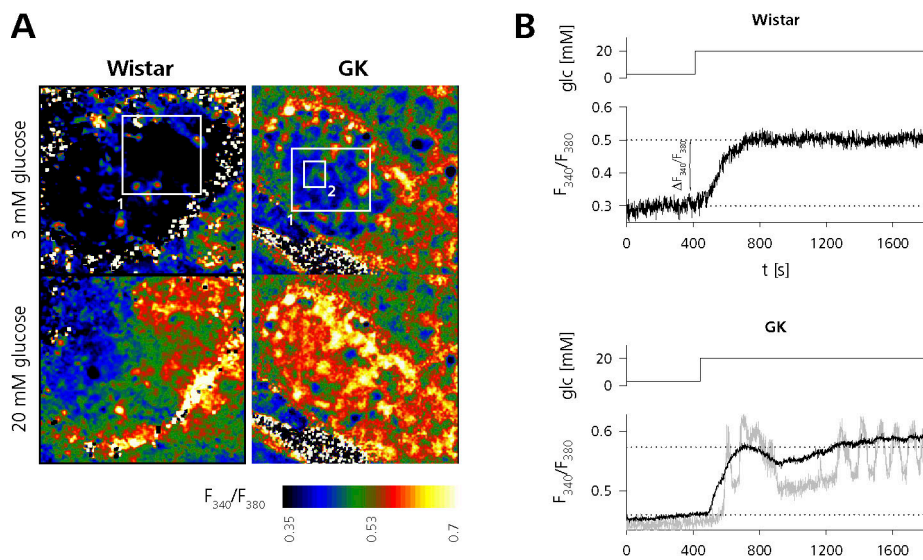 A
Wistar GK
3 mM glucose
1
1
2
20 mM glucose
F340/F380
0.35
0.53
0.7
B
Wistar
glc [mM]
20
0
F340/F380
0.6
0.5
0.3
ΔF340/F380
0 400 800 1200 1600
t [s]
GK
glc [mM]
20
0
F340/F380
0.6
0.5
0 400 800 1200 1600